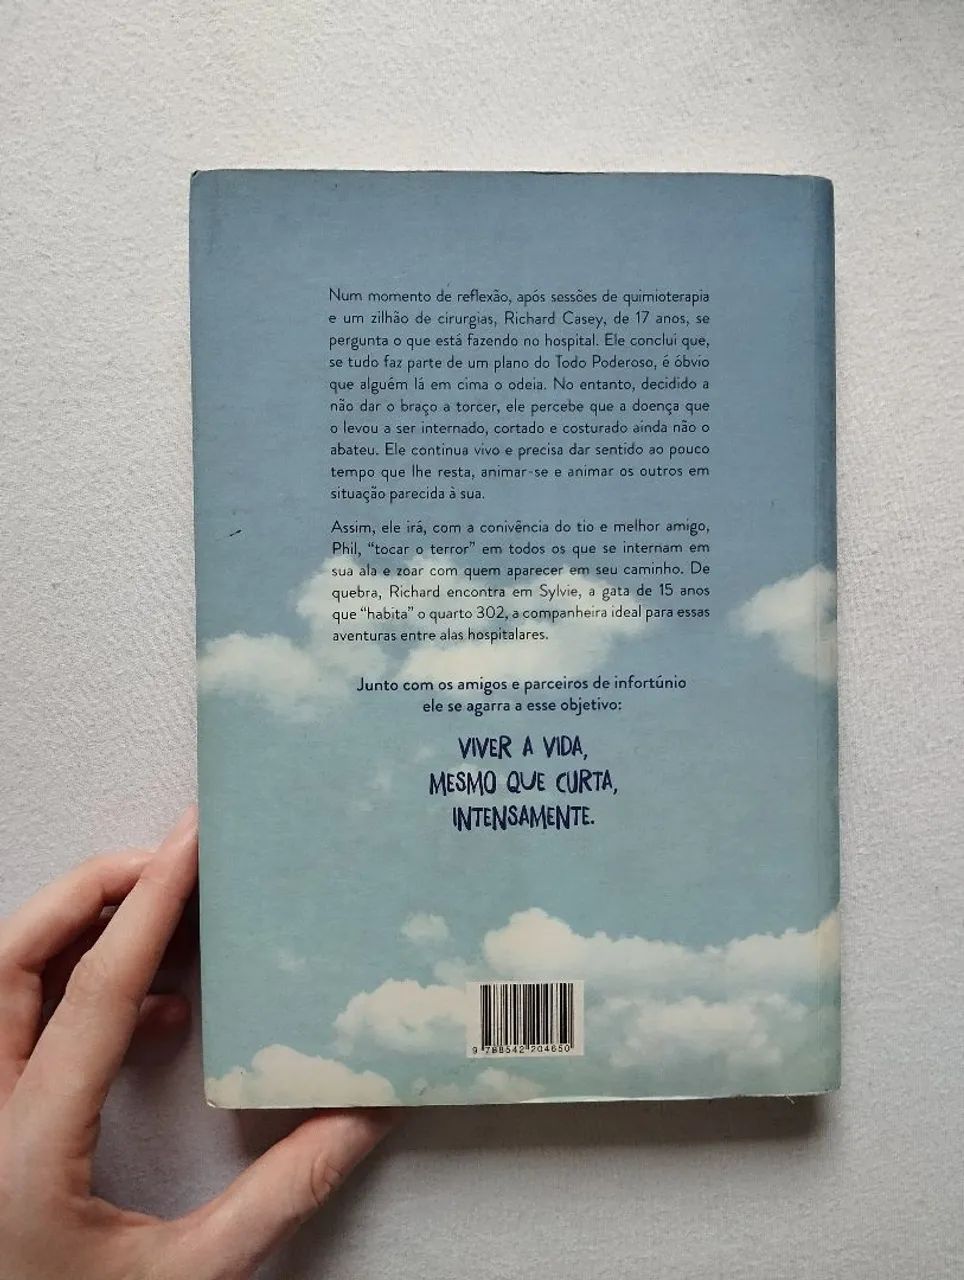 Num momento de reflexão, após sessões de quimioterapia
e um zilhão de cirurgias, Richard Casey, de 17 anos, se
pergunta o que está fazendo no hospital. Ele conclui que,
se tudo faz parte de um plano do Todo Poderoso, é óbvio
que alguém lá em cima o odeia. No entanto, decidido a
não dar o braço a torcer, ele percebe que a doença que
o levou a ser internado, cortado e costurado ainda não o
abateu. Ele continua vivo e precisa dar sentido ao pouco
tempo que lhe resta, animar-se e animar os outros em
situação parecida à sua.
Assim, ele irá, com a conivência do tio e melhor amigo,
Phil, “tocar o terror” em todos os que se internam em
sua ala e zoar com quem aparecer em seu caminho. De
quebra, Richard encontra em Sylvie, a gata de 15 anos
que “habita” o quarto 302, a companheira ideal para essas
aventuras entre alas hospitalares.
Junto com os amigos e parceiros de infortúnio
ele se agarra a esse objetivo:
VIVER A VIDA,
MESMO QUE CURTA,
INTENSAMENTE.
9 788542 204650